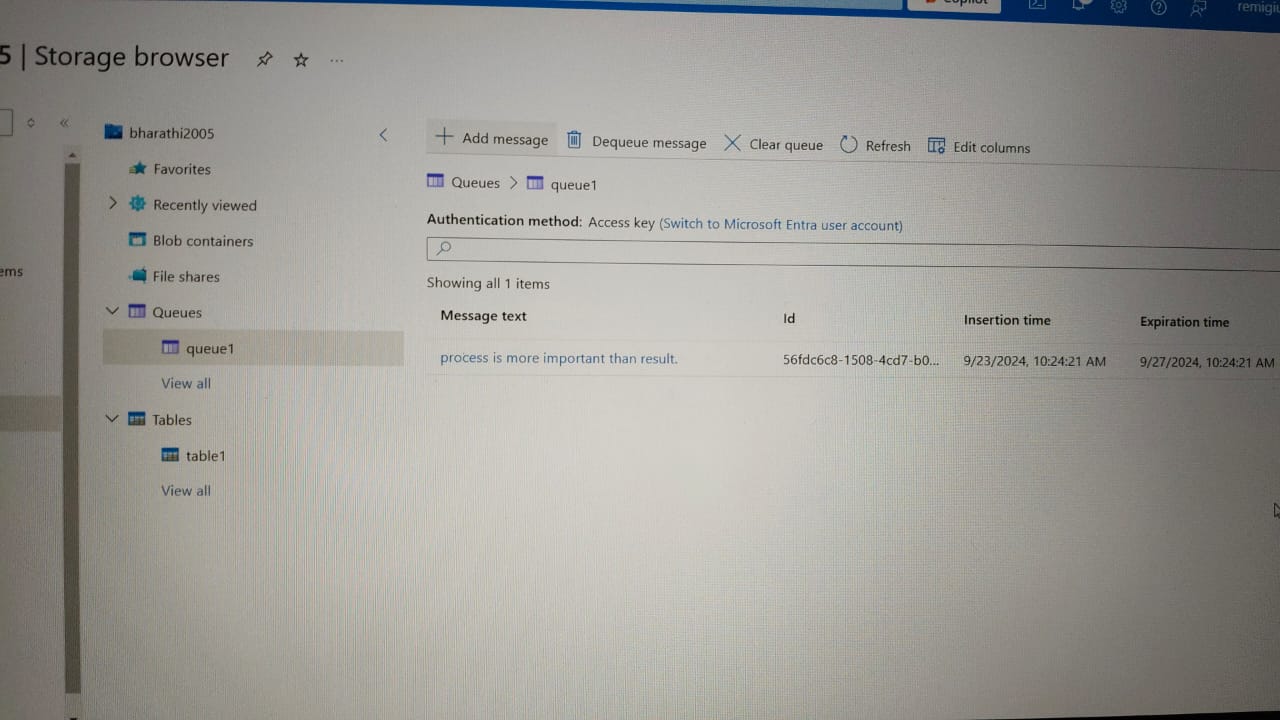 Copilot
remigiu
5 | Storage browser
...
«
bharathi2005
Favorites
Recently viewed
Blob containers
File shares
Queues
queue1
View all
Tables
table1
View all
ems
+ Add message Dequeue message Clear queue Refresh Edit columns
Queues > queue1
Authentication method: Access key (Switch to Microsoft Entra user account)
Showing all 1 items
Message text Id Insertion time Expiration time
process is more important than result. 56fdc6c8-1508-4cd7-b0... 9/23/2024, 10:24:21 AM 9/27/2024, 10:24:21 AM